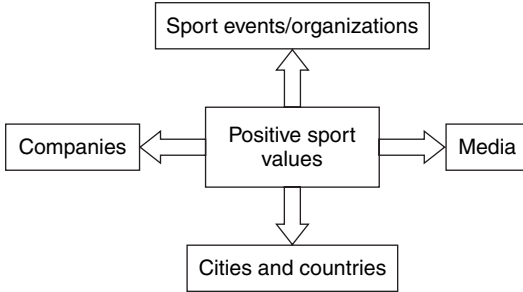 Sport events/organizations
Companies
Positive sport
values
Media
Cities and countries